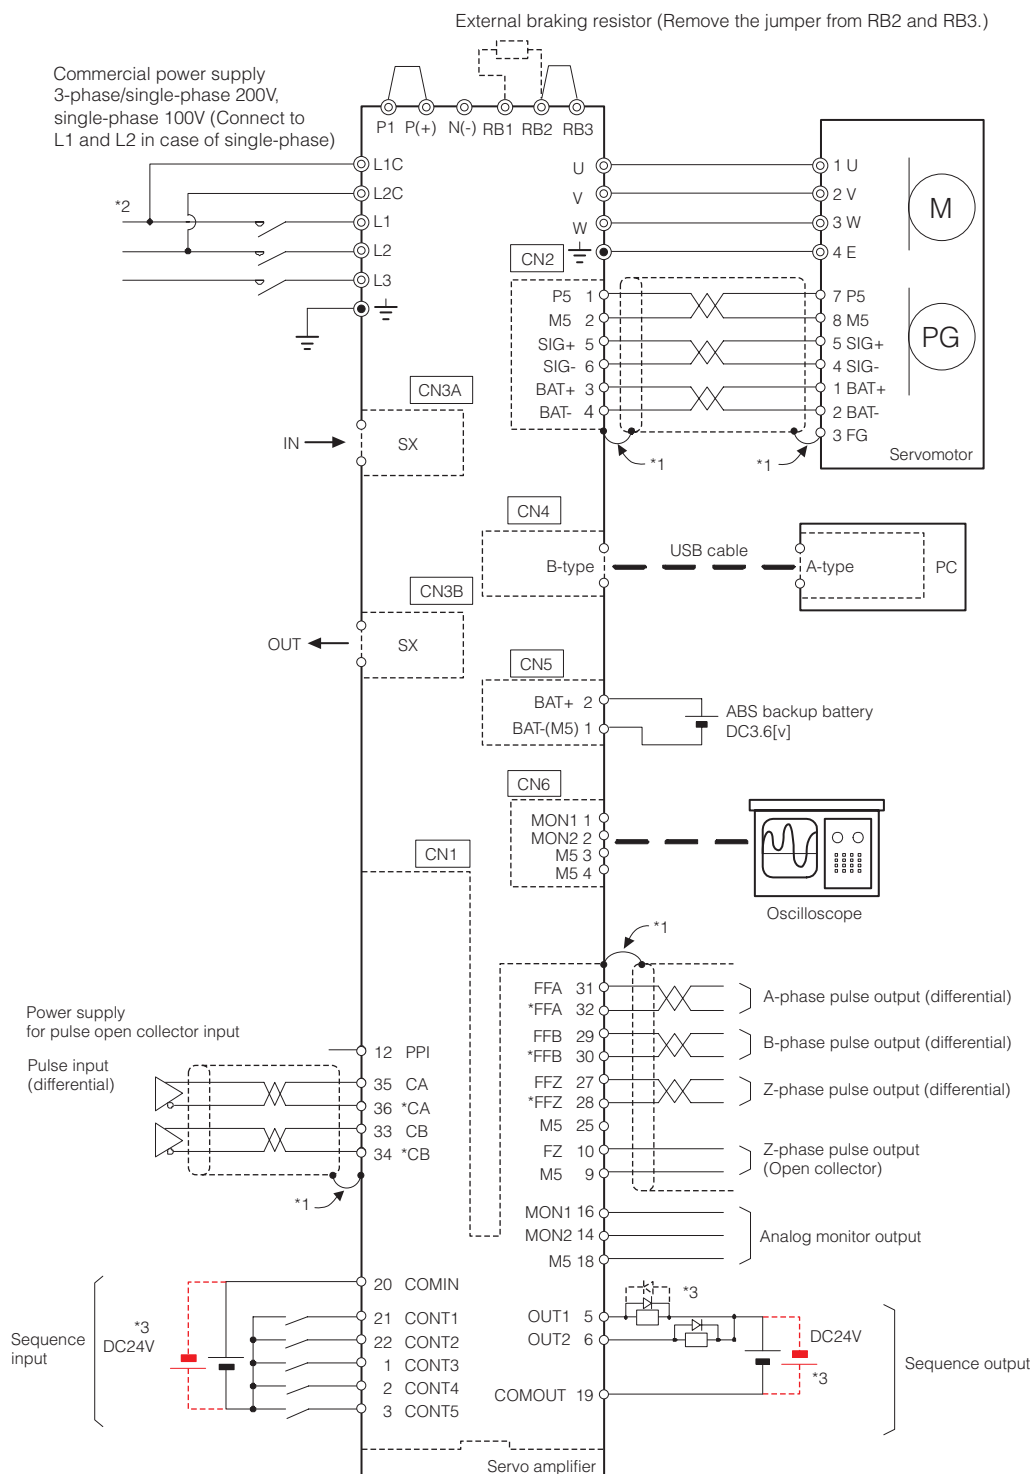 External braking resistor (Remove the jumper from RB2 and RB3.)
Commercial power supply
3-phase/single-phase 200V,
single-phase 100V (Connect to
L1 and L2 in case of single-phase)
P1 P(+) N(-) RB1 RB2 RB3
L1C
L2C
*2
L1
L2
L3
U
V
W
1 U
2 V
3 W
4 E
M
CN2
P5 1
M5 2
SIG+ 5
SIG- 6
BAT+ 3
BAT- 4
7 P5
8 M5
5 SIG+
4 SIG-
1 BAT+
2 BAT-
3 FG
PG
Servomotor
*1
*1
CN3A
IN
SX
CN4
B-type
USB cable
A-type
PC
CN3B
OUT
SX
CN5
BAT+ 2
BAT-(M5) 1
ABS backup battery
DC3.6[v]
CN6
MON1 1
MON2 2
M5 3
M5 4
Oscilloscope
CN1
*1
FFA 31
*FFA 32
A-phase pulse output (differential)
FFB 29
*FFB 30
B-phase pulse output (differential)
FFZ 27
*FFZ 28
Z-phase pulse output (differential)
M5 25
FZ 10
M5 9
Z-phase pulse output
(Open collector)
MON1 16
MON2 14
M5 18
Analog monitor output
Power supply
for pulse open collector input
Pulse input
(differential)
12 PPI
35 CA
36 *CA
33 CB
34 *CB
*1
20 COMIN
21 CONT1
22 CONT2
1 CONT3
2 CONT4
3 CONT5
Sequence
input
*3
DC24V
OUT1 5
OUT2 6
COMOUT 19
*3
DC24V
*3
Sequence output
Servo amplifier